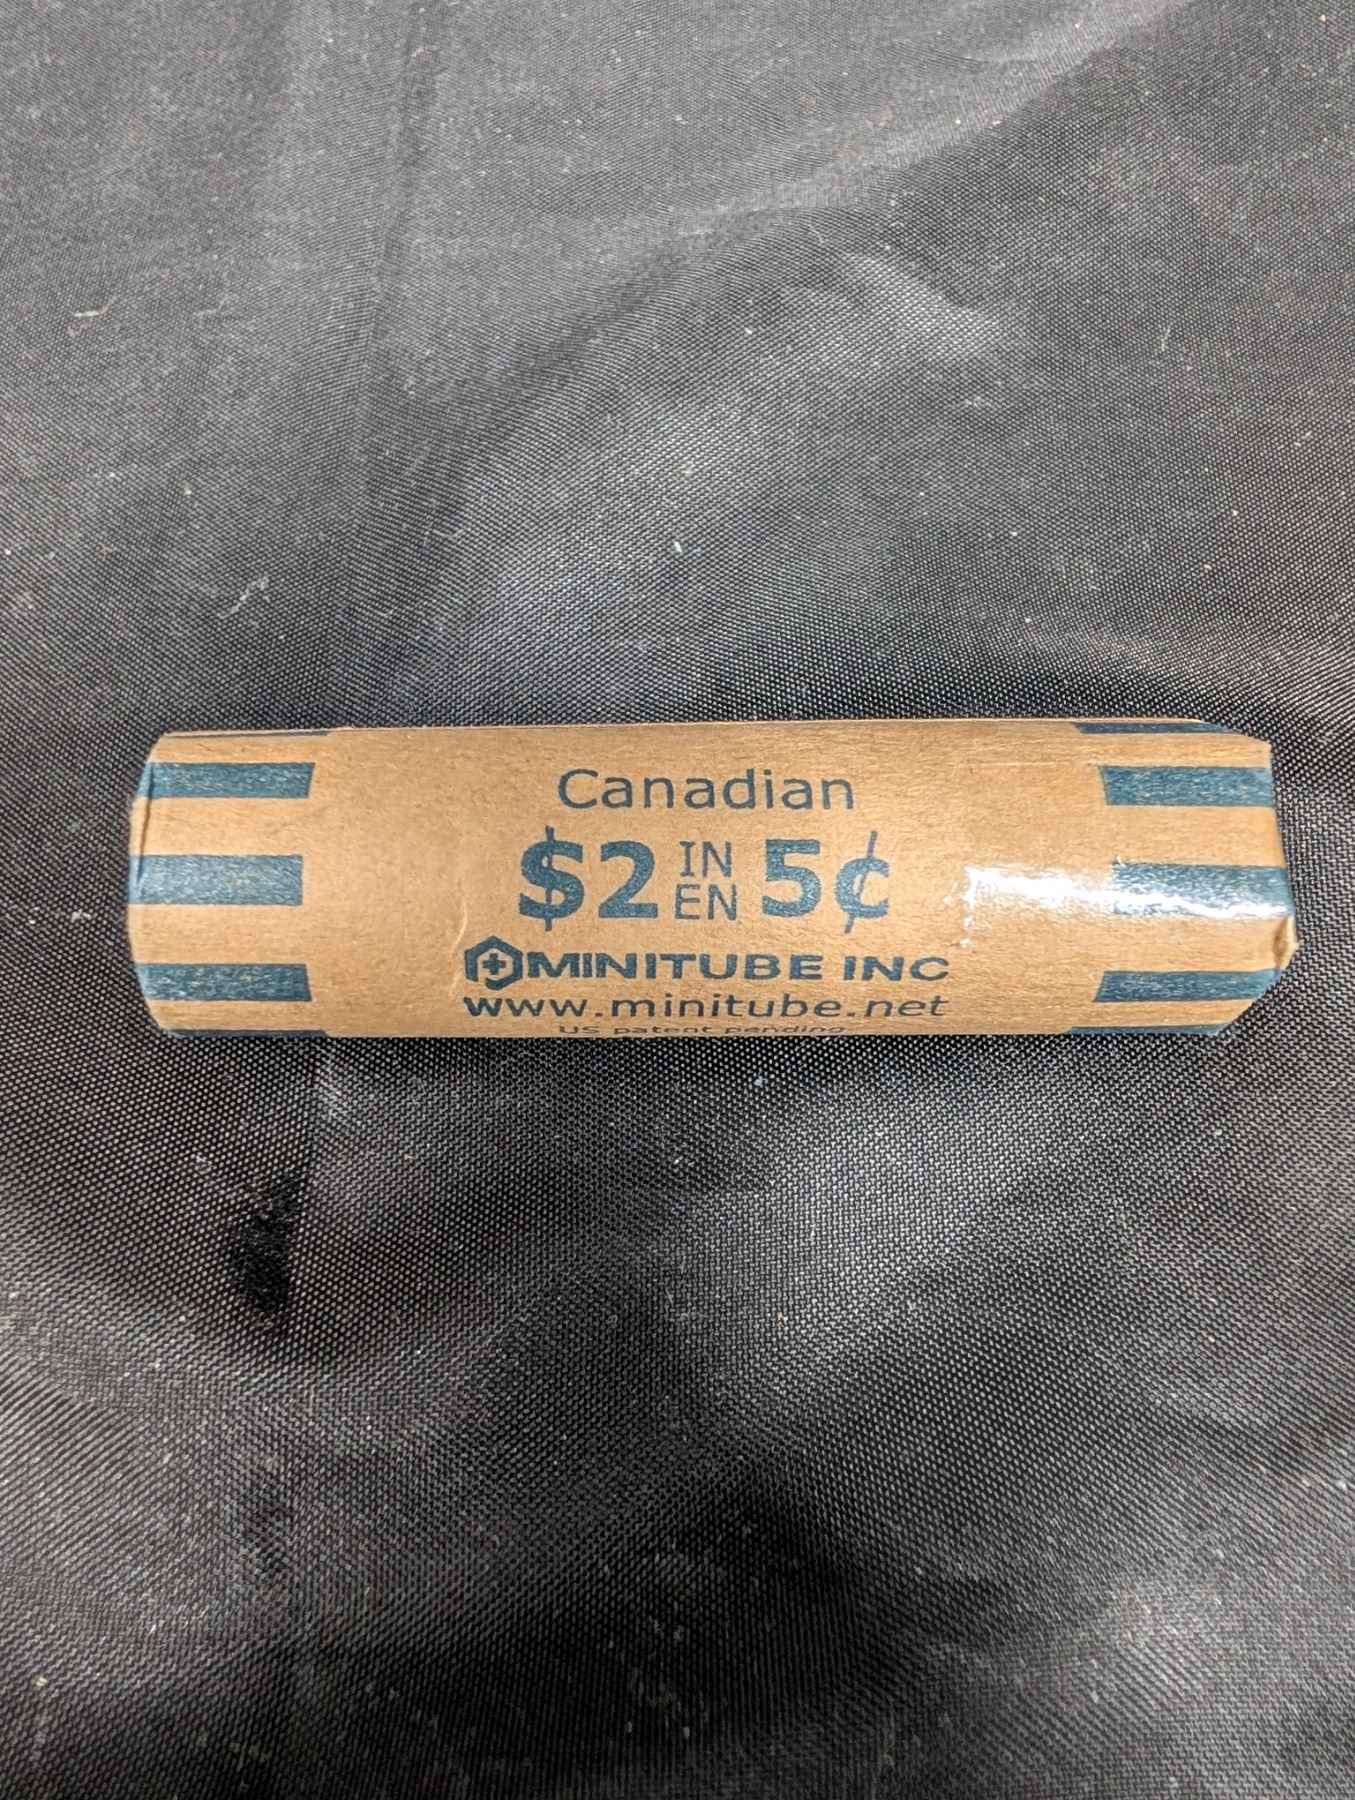 Canadian
$2 IN EN 5¢
MINITUBE INC
www.minitube.net
US patent pending